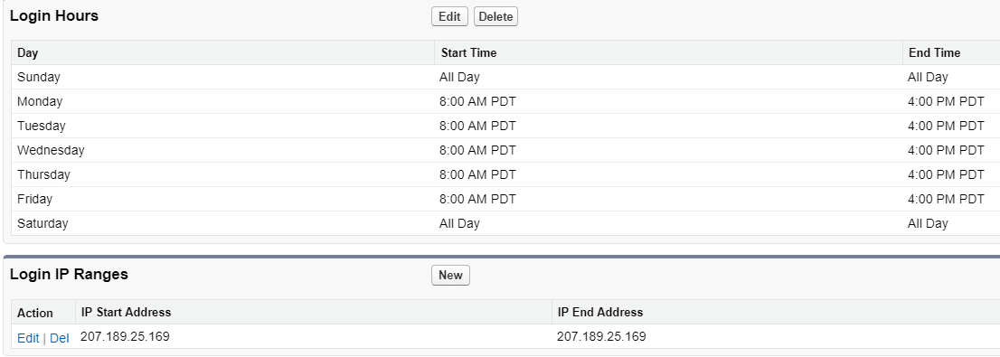 Login Hours Edit Delete
Day Start Time End Time
Sunday All Day All Day
Monday 8:00 AM PDT 4:00 PM PDT
Tuesday 8:00 AM PDT 4:00 PM PDT
Wednesday 8:00 AM PDT 4:00 PM PDT
Thursday 8:00 AM PDT 4:00 PM PDT
Friday 8:00 AM PDT 4:00 PM PDT
Saturday All Day All Day
Login IP Ranges New
Action IP Start Address IP End Address
Edit | Del 207.189.25.169 207.189.25.169